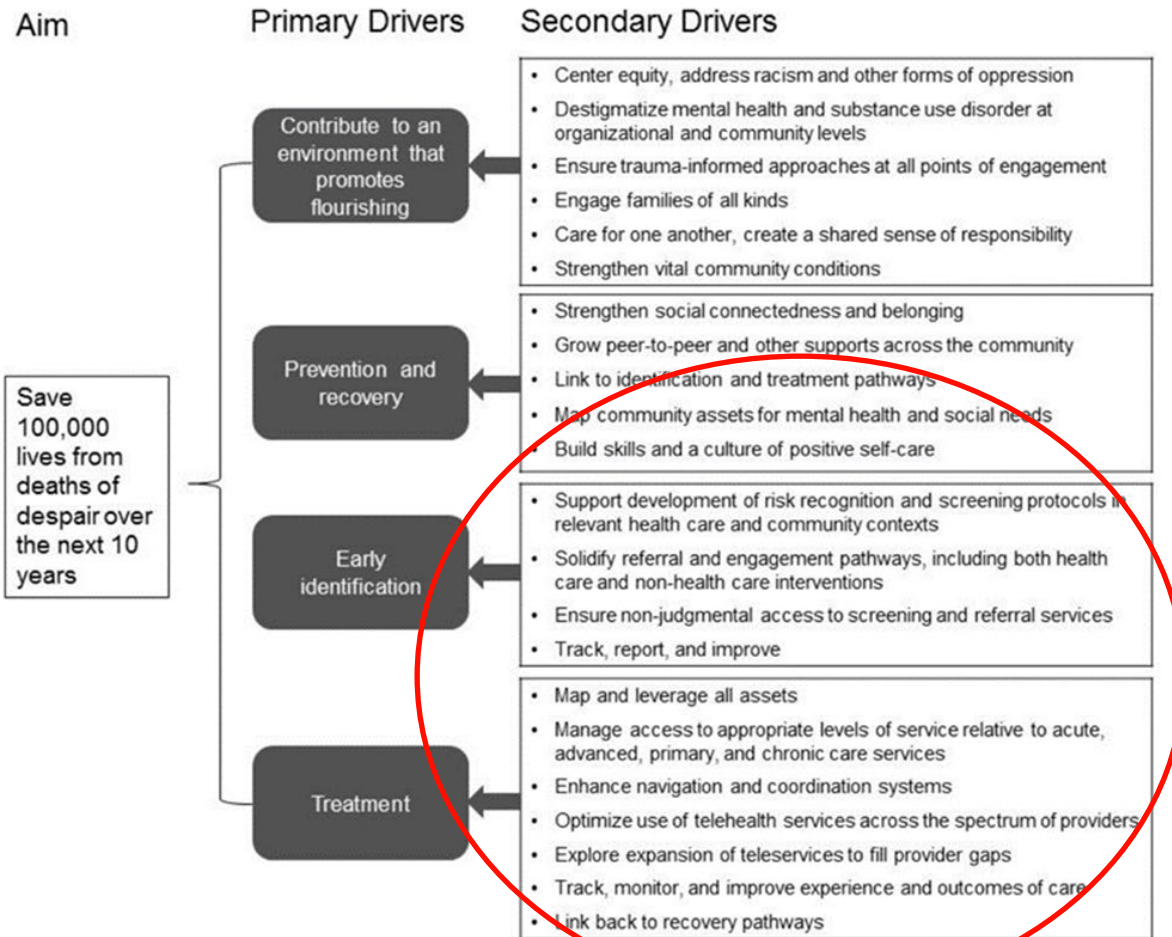 Aim
Primary Drivers
Secondary Drivers
Save
100,000
lives from
deaths of
despair over
the next 10
years
Contribute to an
environment that
promotes
flourishing
• Center equity, address racism and other forms of oppression
• Destigmatize mental health and substance use disorder at
organizational and community levels
• Ensure trauma-informed approaches at all points of engagement
• Engage families of all kinds
• Care for one another, create a shared sense of responsibility
• Strengthen vital community conditions
Prevention and
recovery
• Strengthen social connectedness and belonging
• Grow peer-to-peer and other supports across the community
• Link to identification and treatment pathways
• Map community assets for mental health and social needs
• Build skills and a culture of positive self-care
Early
identification
• Support development of risk recognition and screening protocols in
relevant health care and community contexts
• Solidify referral and engagement pathways, including both health
care and non-health care interventions
• Ensure non-judgmental access to screening and referral services
• Track, report, and improve
Treatment
• Map and leverage all assets
• Manage access to appropriate levels of service relative to acute,
advanced, primary, and chronic care services
• Enhance navigation and coordination systems
• Optimize use of telehealth services across the spectrum of providers
• Explore expansion of teleservices to fill provider gaps
• Track, monitor, and improve experience and outcomes of care
• Link back to recovery pathways